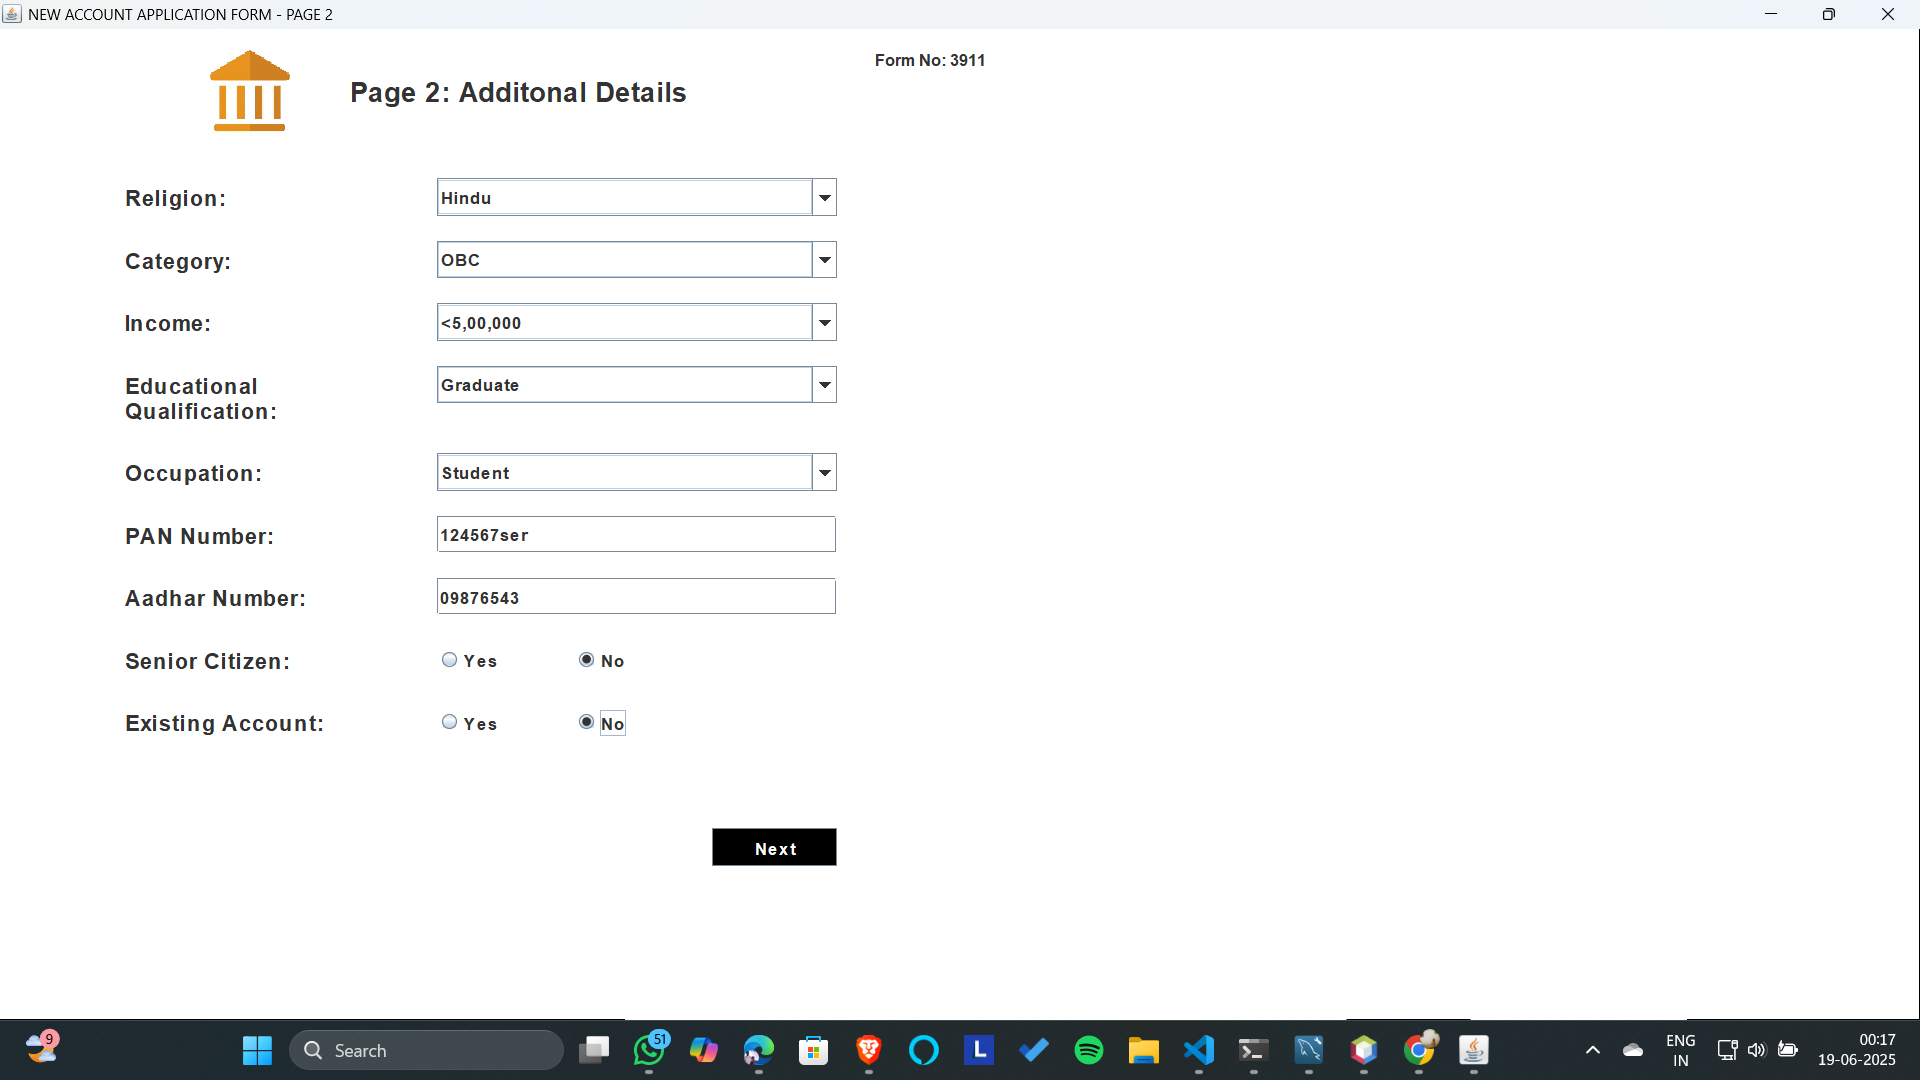 NEW ACCOUNT APPLICATION FORM - PAGE 2
Form No: 3911
Page 2: Additonal Details
Religion: Hindu
Category: OBC
Income: <5,00,000
Educational Graduate
Qualification:
Occupation: Student
PAN Number: 124567ser
Aadhar Number: 09876543
Senior Citizen: Yes No
Existing Account: Yes No
Next
9
Search
51
L
ENG
IN
00:17
19-06-2025